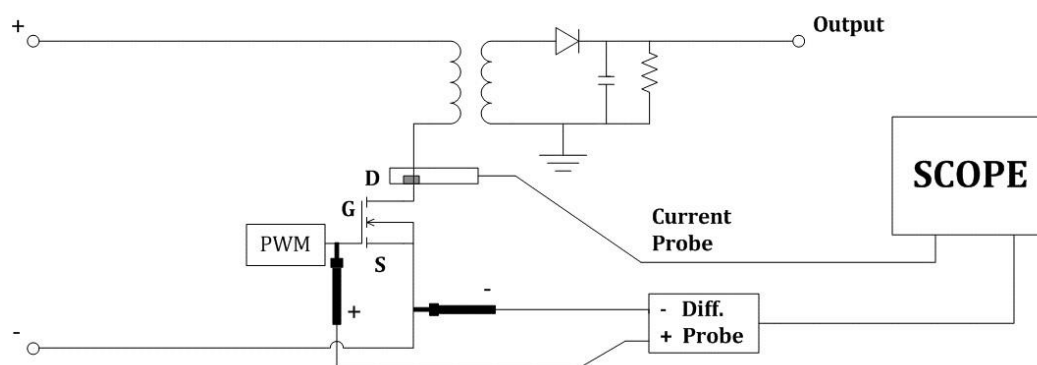 +
Output
SCOPE
D
G
Current
Probe
PWM
S
+
-
- Diff.
+ Probe
-